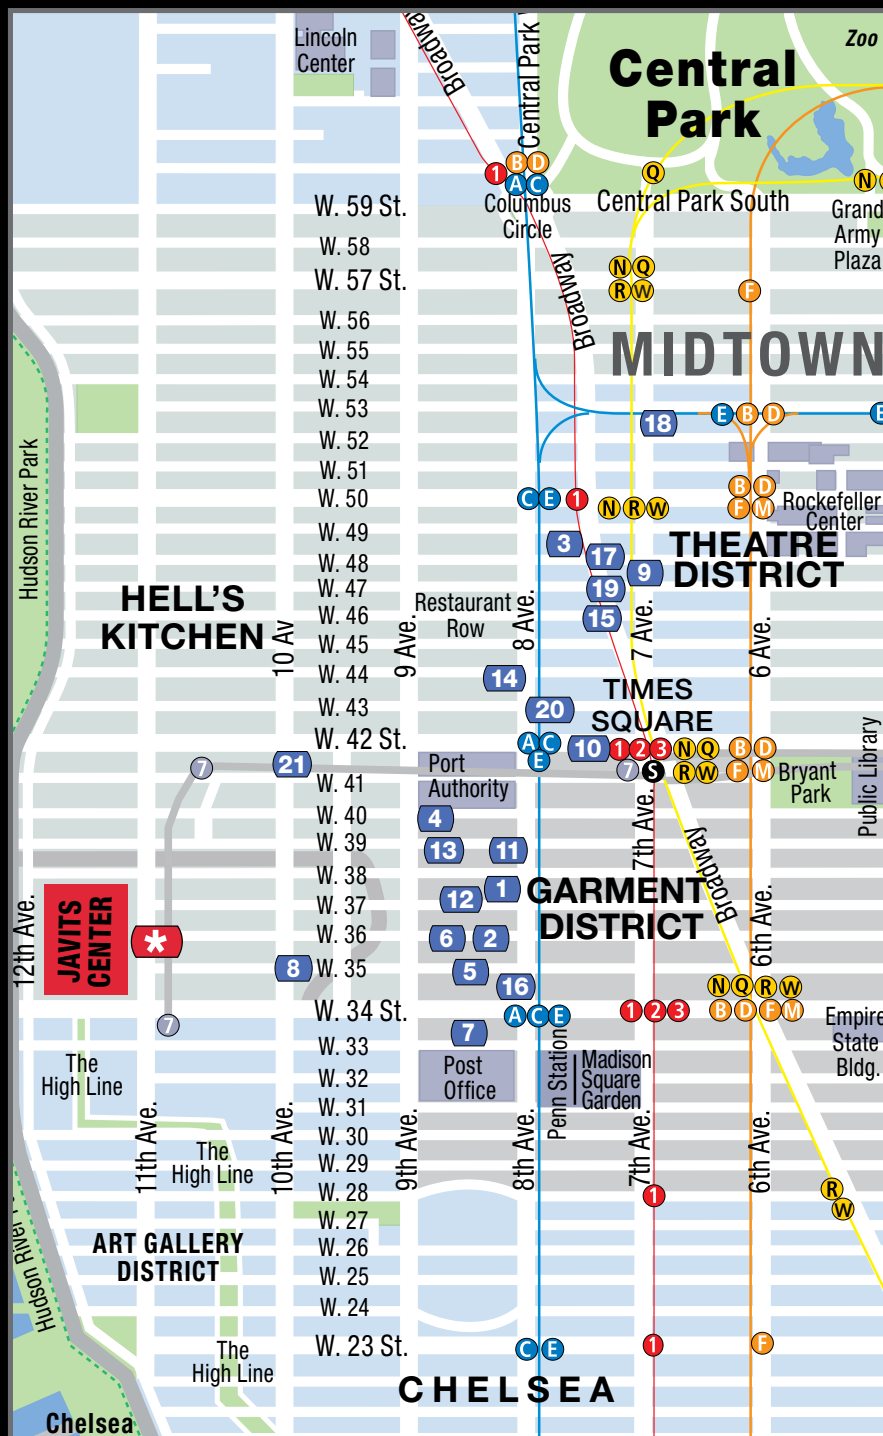 Lincoln
Center
Broadway
Central Park W
Central
Park
Zoo
1
B D
A C
Columbus
Circle
Q
N
Central Park South
Grand
Army
Plaza
W. 59 St.
W. 58
W. 57 St.
W. 56
W. 55
W. 54
W. 53
W. 52
W. 51
W. 50
W. 49
W. 48
W. 47
W. 46
W. 45
W. 44
W. 43
W. 42 St.
W. 41
W. 40
W. 39
W. 38
W. 37
W. 36
W. 35
W. 34 St.
W. 33
W. 32
W. 31
W. 30
W. 29
W. 28
W. 27
W. 26
W. 25
W. 24
W. 23 St.
Broadway
N Q
R W
F
MIDTOWN
18
E B D
E
B D
F M
Rockefeller
Center
C E
1
N R W
3
17
9
19
15
THEATRE
DISTRICT
Hudson River Park
HELL'S
KITCHEN
10 Av
9 Ave.
Restaurant
Row
8 Ave.
7 Ave.
6 Ave.
14
20
TIMES
SQUARE
A C
E
10
1 2 3
N Q
B D
7
S
R W
F M
Bryant
Park
Public Library
7
21
Port
Authority
4
13
11
1
12
6
2
5
8
16
7th Ave.
Broadway
GARMENT
DISTRICT
6th Ave.
12th Ave.
JAVITS
CENTER
*
7
A C E
1 2 3
N Q R W
B D F M
Empire
State
Bldg.
7
Post
Office
Penn Station
Madison
Square
Garden
The
High Line
11th Ave.
The
High Line
10th Ave.
9th Ave.
8th Ave.
7th Ave.
6th Ave.
1
R
W
ART GALLERY
DISTRICT
The
High Line
C E
1
F
CHELSEA
Chelsea